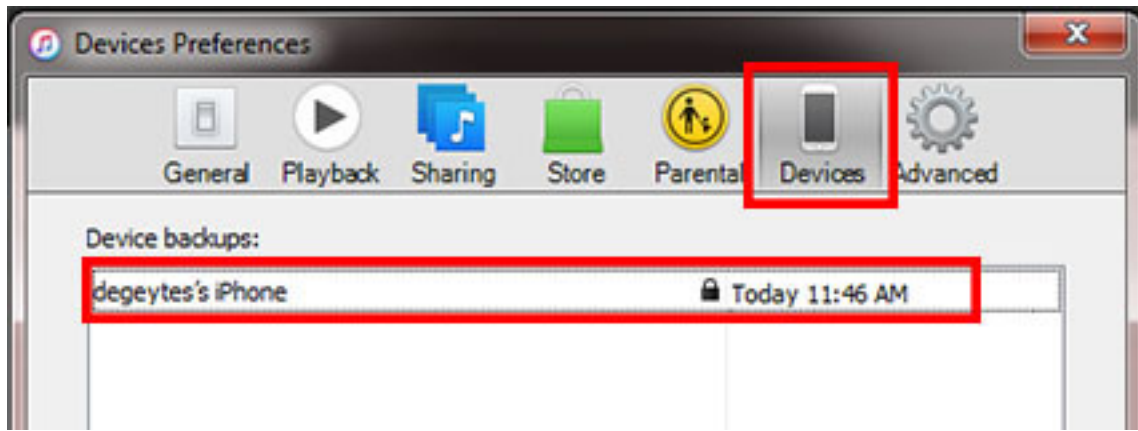 Devices Preferences
General Playback Sharing Store Parental Devices Advanced
Device backups:
degeytes's iPhone Today 11:46 AM